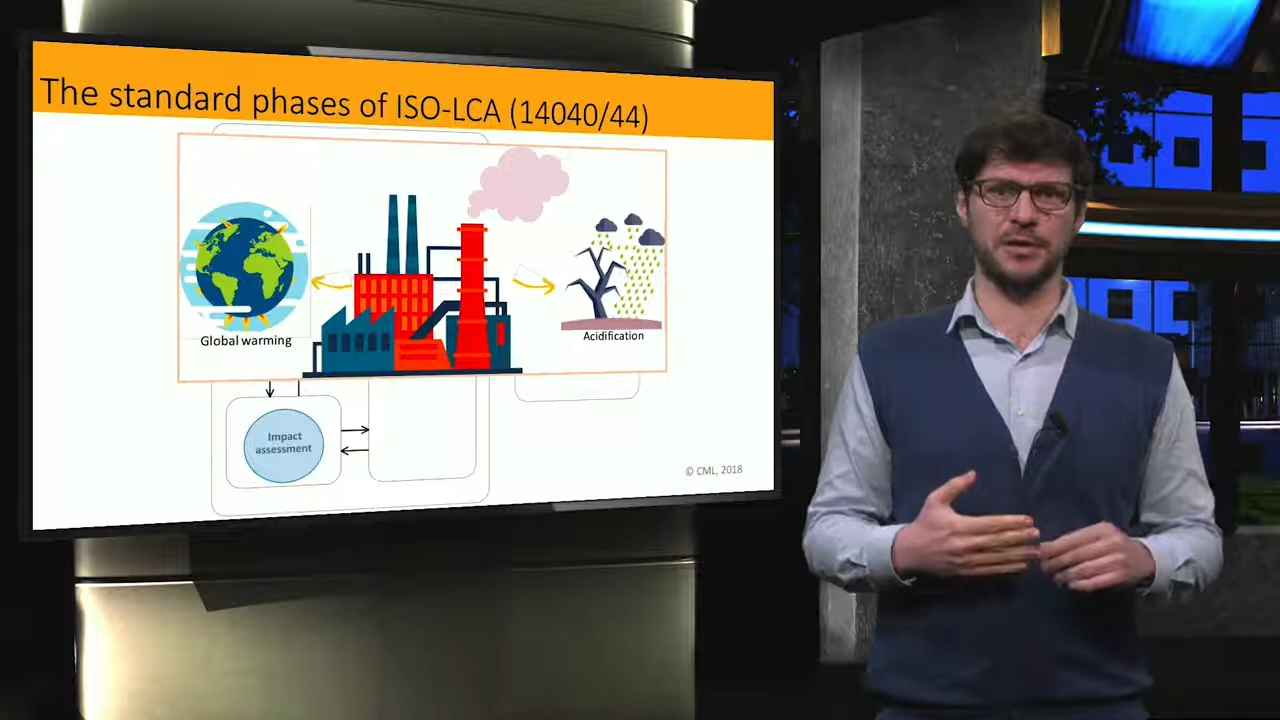 The standard phases of ISO-LCA (14040/44)
Global warming
Acidification
Impact
assessment
© CML, 2018